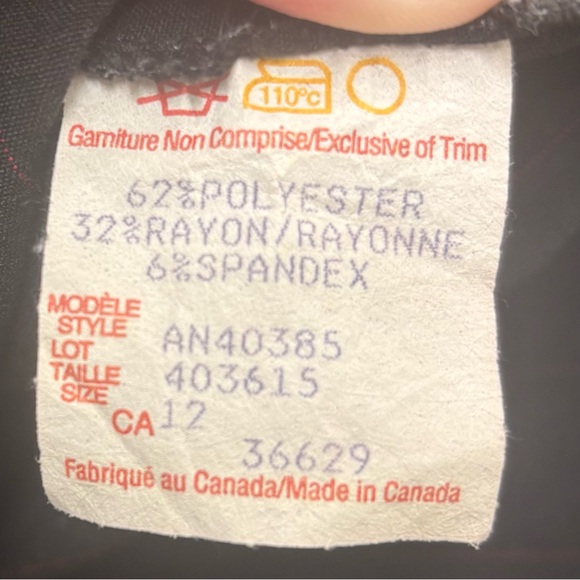 110°c
Garniture Non Comprise/Exclusive of Trim
62%POLYESTER
32%RAYON/RAYONNE
6%SPANDEX
MODÈLE
STYLE AN40385
LOT 403615
TAILLE
SIZE CA 12
36629
Fabriqué au Canada/Made in Canada